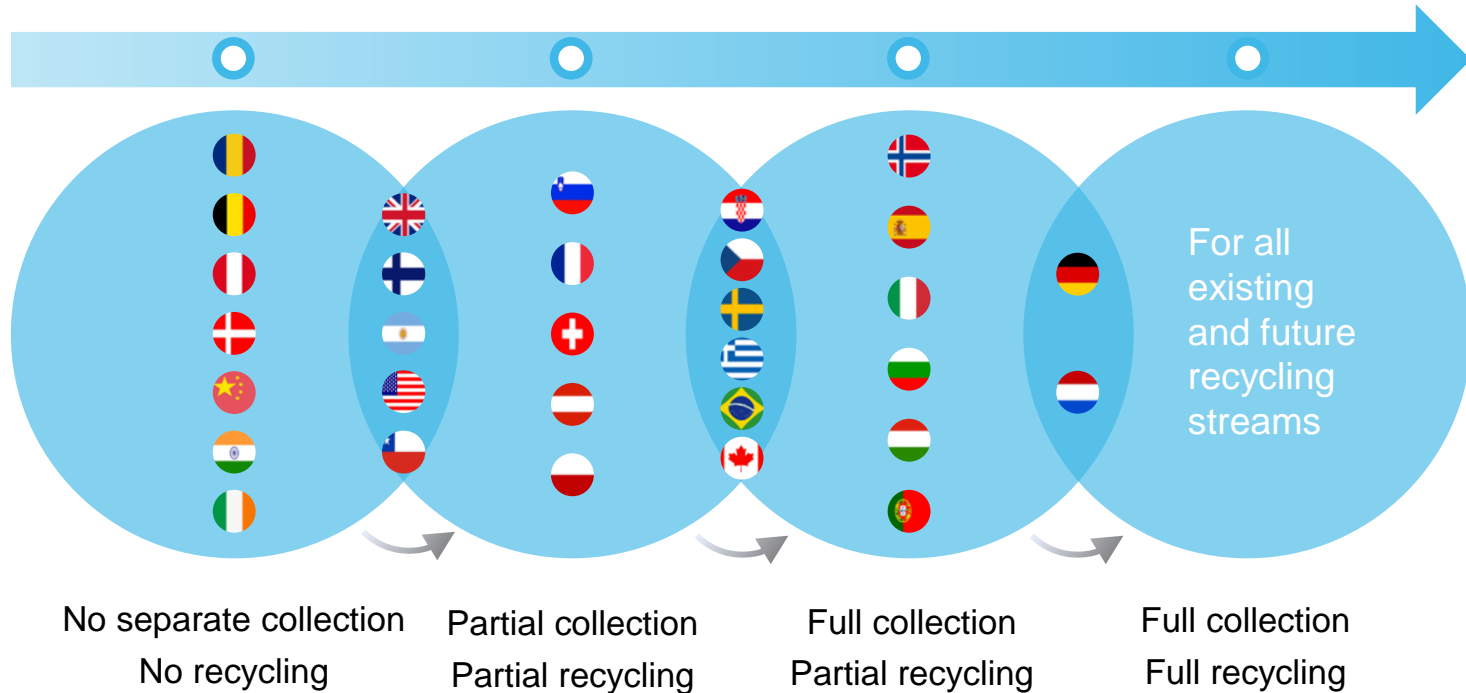 For all
existing
and future
recycling
streams
No separate collection
No recycling
Partial collection
Partial recycling
Full collection
Partial recycling
Full collection
Full recycling